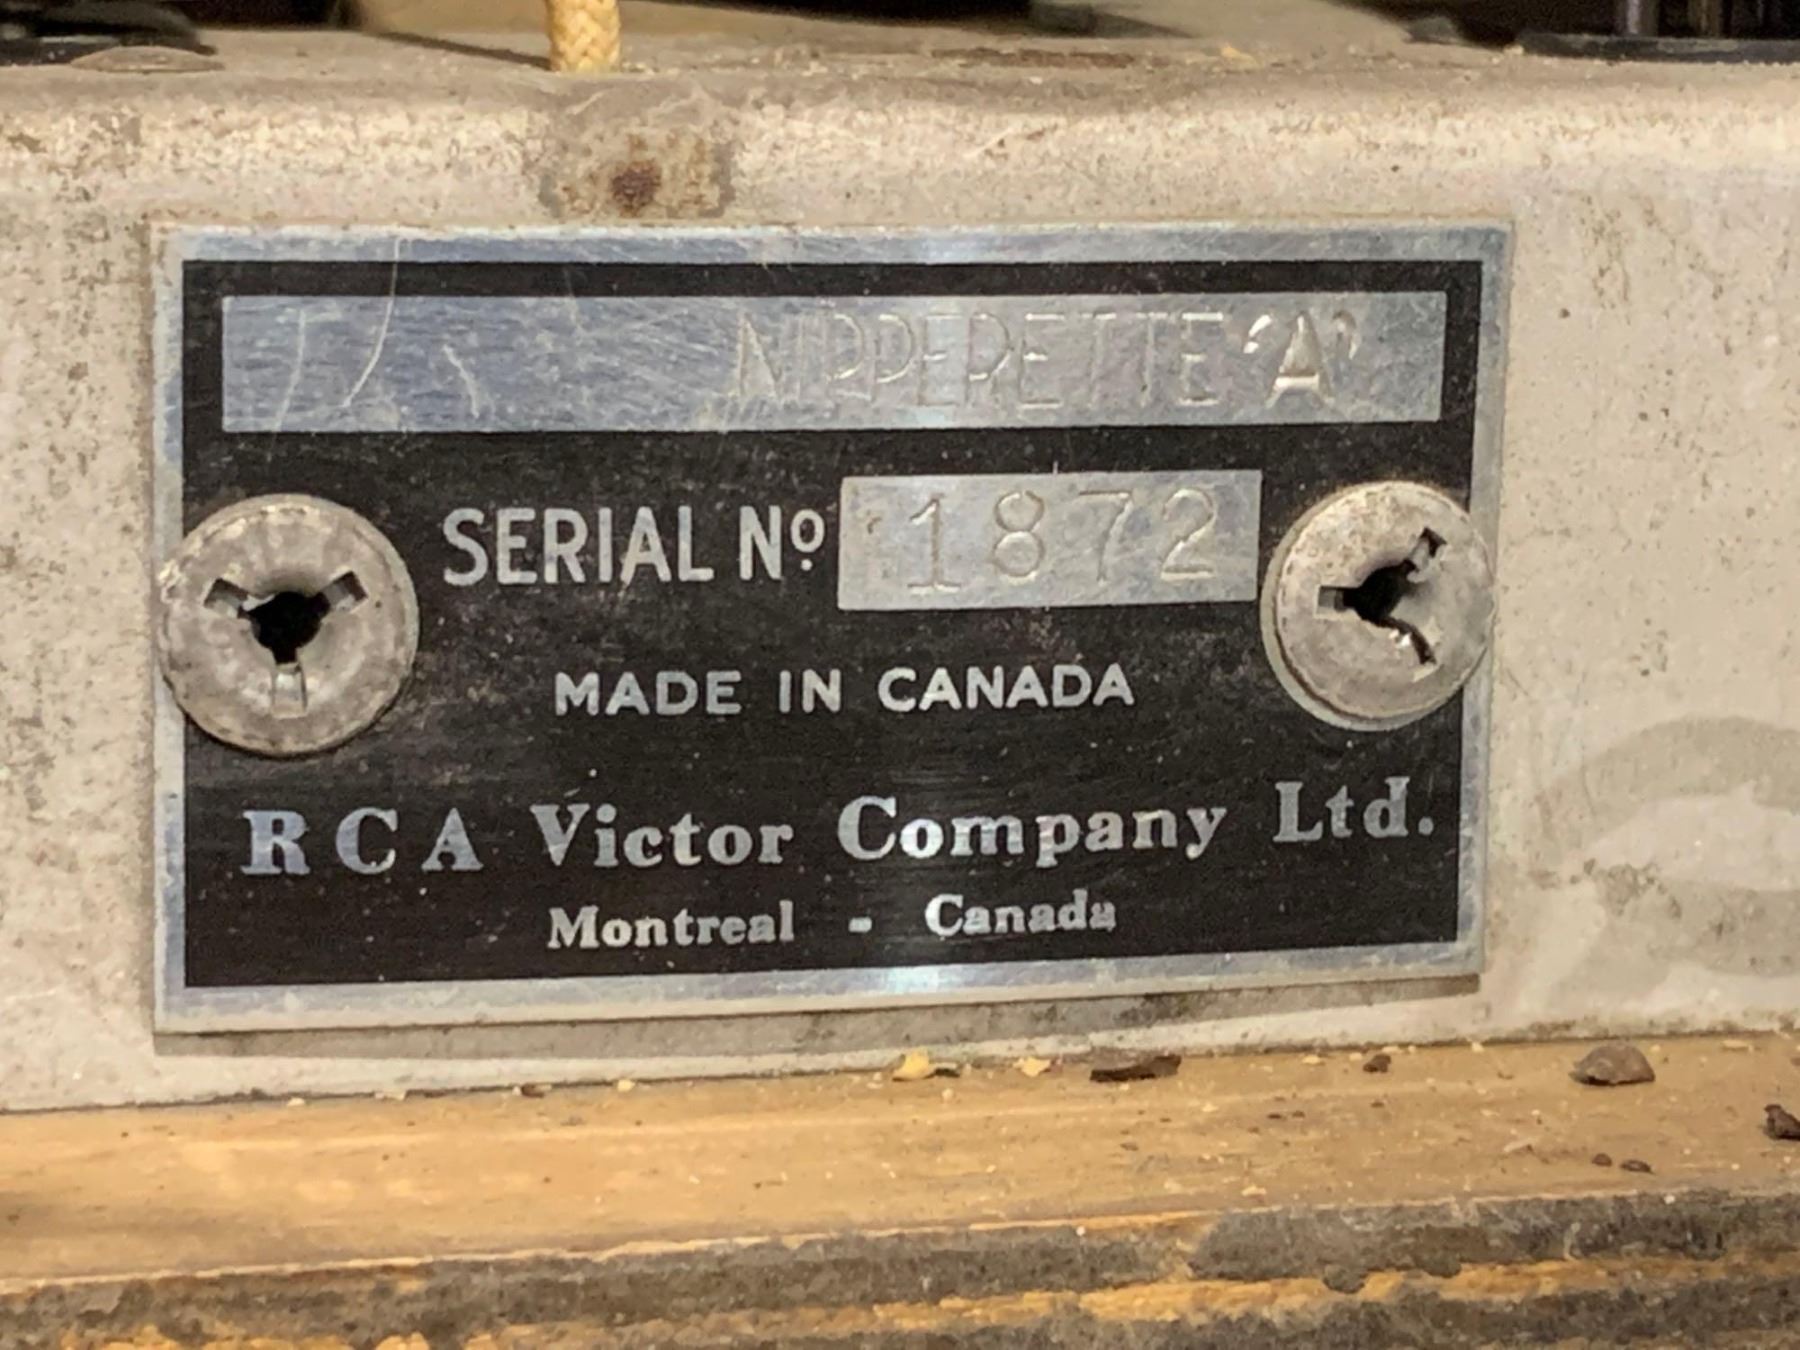 NIPPERETTE "A"
SERIAL Nº 1872
MADE IN CANADA
RCA Victor Company Ltd.
Montreal - Canada